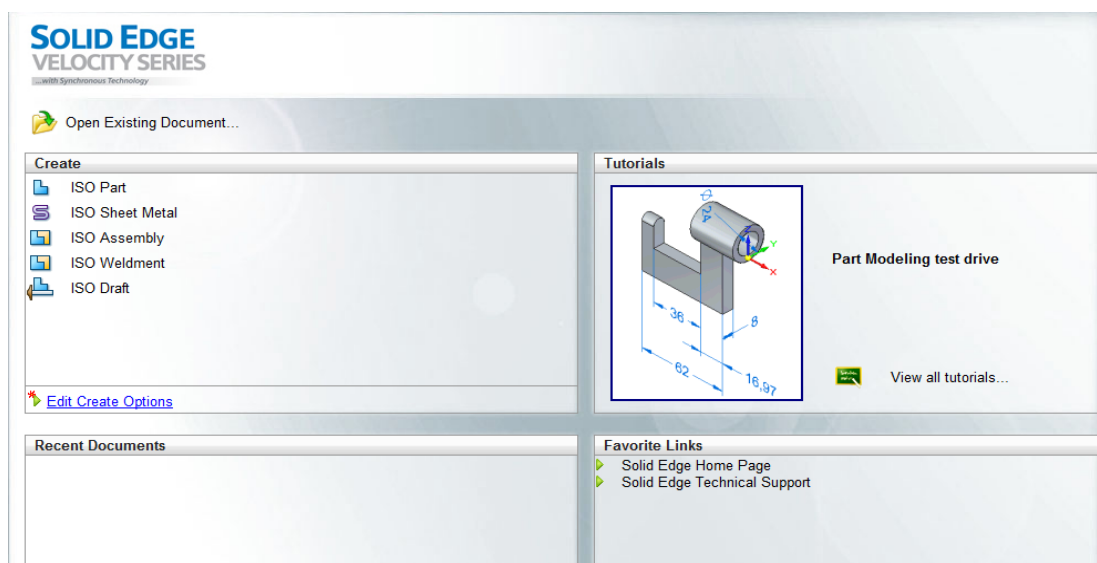 SOLID EDGE
VELOCITY SERIES
...with Synchronous Technology
Open Existing Document...
Create
ISO Part
ISO Sheet Metal
ISO Assembly
ISO Weldment
ISO Draft
Edit Create Options
Tutorials
⌀ 24
Z
Y
X
36
8
62
16,97
Part Modeling test drive
View all tutorials...
Recent Documents
Favorite Links
Solid Edge Home Page
Solid Edge Technical Support